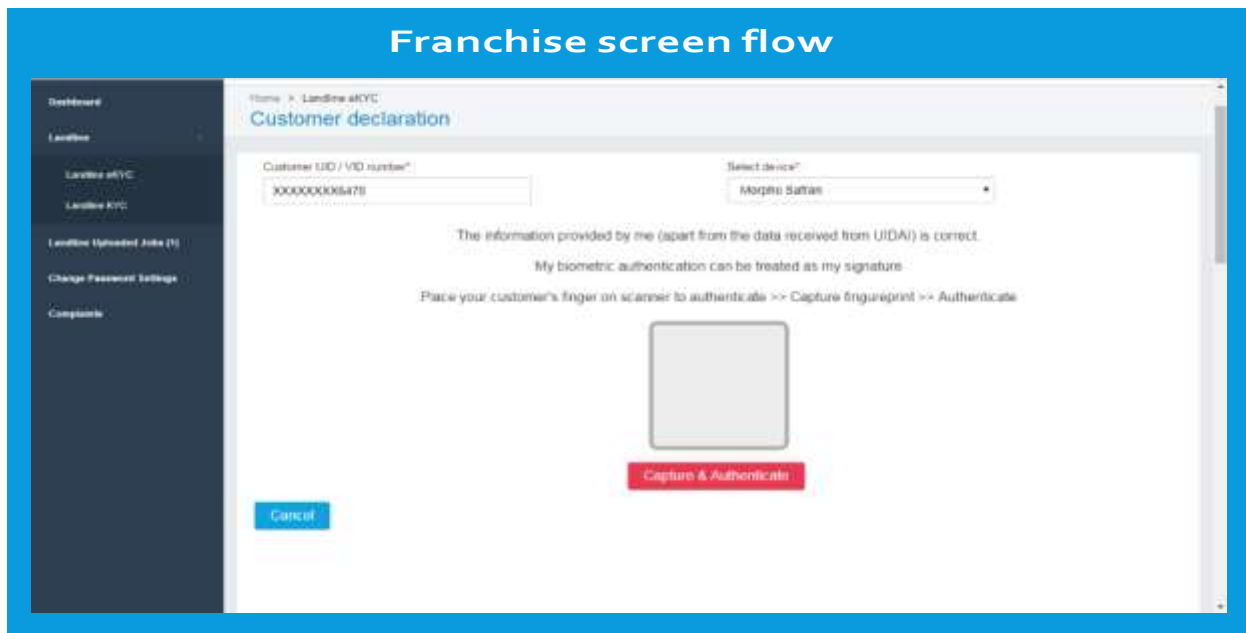 Franchise screen flow
Dashboard
Landline
Landline eKYC
Landline KYC
Landline Uploaded Jobs (1)
Change Password Settings
Complaints
Home > Landline eKYC
Customer declaration
Customer UID / VID number*
Select device*
Morpho Safran
The information provided by me (apart from the data received from UIDAI) is correct.
My biometric authentication can be treated as my signature
Place your customer's finger on scanner to authenticate >> Capture fingureprint >> Authenticate
Capture & Authenticate
Cancel